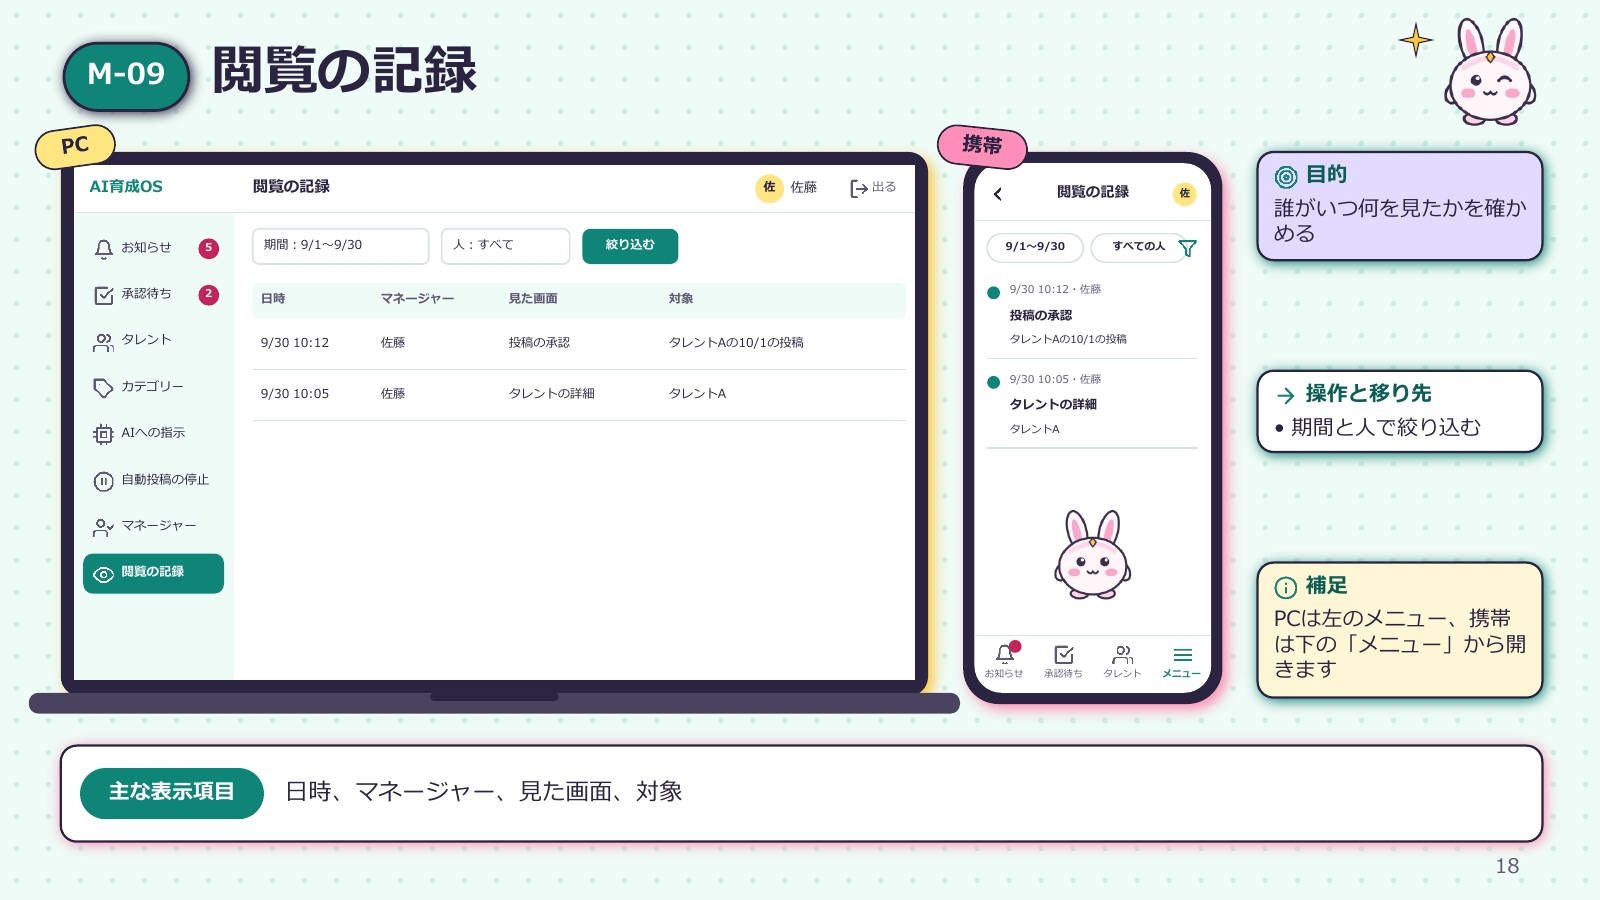 M-09
閲覧の記録
PC
AI育成OS
閲覧の記録
佐
佐藤
出る
お知らせ
5
承認待ち
2
タレント
カテゴリー
AIへの指示
自動投稿の停止
マネージャー
閲覧の記録
期間：9/1〜9/30
人：すべて
絞り込む
日時
マネージャー
見た画面
対象
9/30 10:12
佐藤
投稿の承認
タレントAの10/1の投稿
9/30 10:05
佐藤
タレントの詳細
タレントA
携帯
閲覧の記録
佐
9/1〜9/30
すべての人
9/30 10:12・佐藤
投稿の承認
タレントAの10/1の投稿
9/30 10:05・佐藤
タレントの詳細
タレントA
お知らせ
承認待ち
タレント
メニュー
目的
誰がいつ何を見たかを確か
める
操作と移り先
• 期間と人で絞り込む
補足
PCは左のメニュー、携帯
は下の「メニュー」から開
きます
主な表示項目
日時、マネージャー、見た画面、対象
18